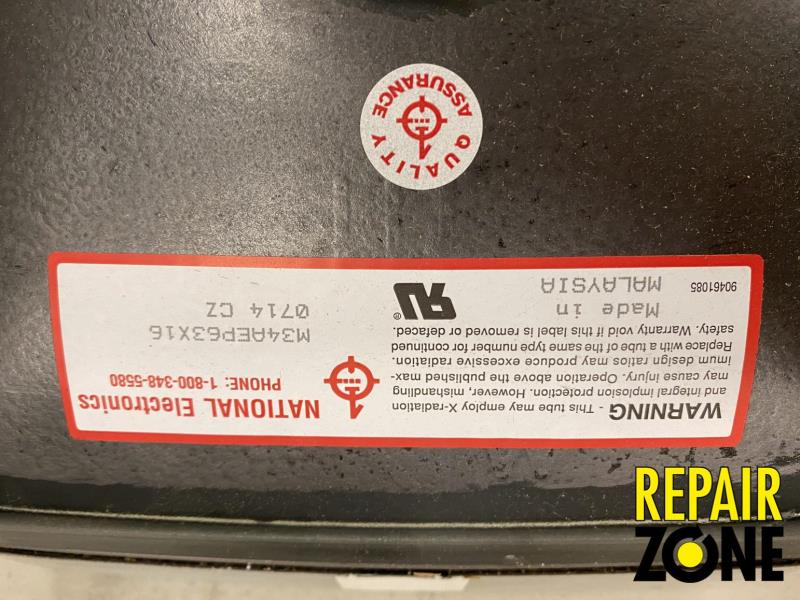 QUALITY
ASSURANCE
WARNING - This tube may employ X-radiation
and integral implosion protection. However, mishandling
may cause injury. Operation above the published max-
imum design ratios may produce excessive radiation.
Replace with a tube of the same type number for continued
safety. Warranty void if this label is removed or defaced.
Made in
MALAYSIA
90461085
UR
®
NATIONAL Electronics
PHONE: 1-800-348-5580
M34AEP63X16
0714 CZ
REPAIR
ZONE